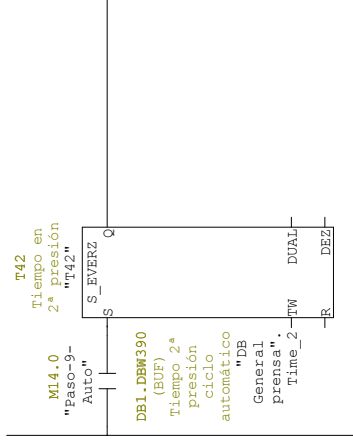 T42
Tiempo en
2ª presión
"T42"
S_EVERZ
M14.0
"Paso-9-
Auto"
S
Q
DB1.DBW390
(BUF)
Tiempo 2ª
presión
ciclo
automático
"DB
General
prensa".
Time_2
TW
DUAL
R
DEZ